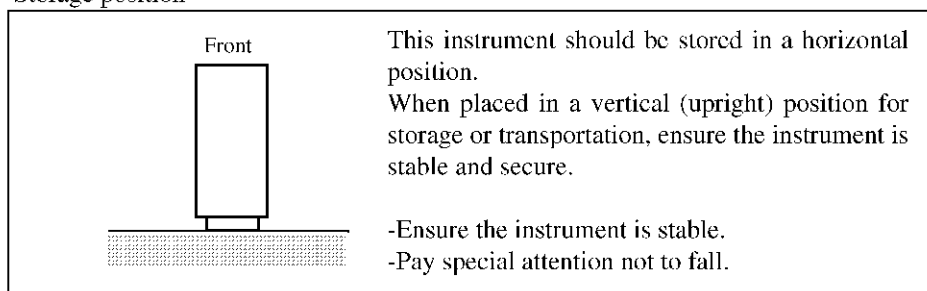 Storage position
Front
This instrument should be stored in a horizontal
position.
When placed in a vertical (upright) position for
storage or transportation, ensure the instrument is
stable and secure.
-Ensure the instrument is stable.
-Pay special attention not to fall.